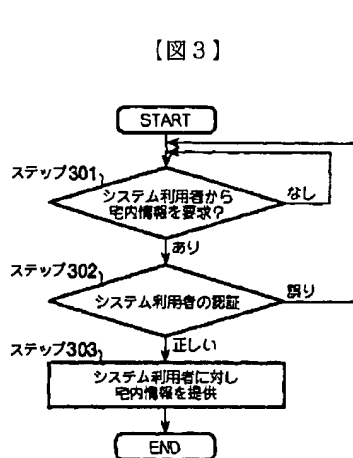 【図3】
START
ステップ301
システム利用者から
宅内情報を要求？
なし
あり
ステップ302
システム利用者の認証
誤り
正しい
ステップ303
システム利用者に対し
宅内情報を提供
END